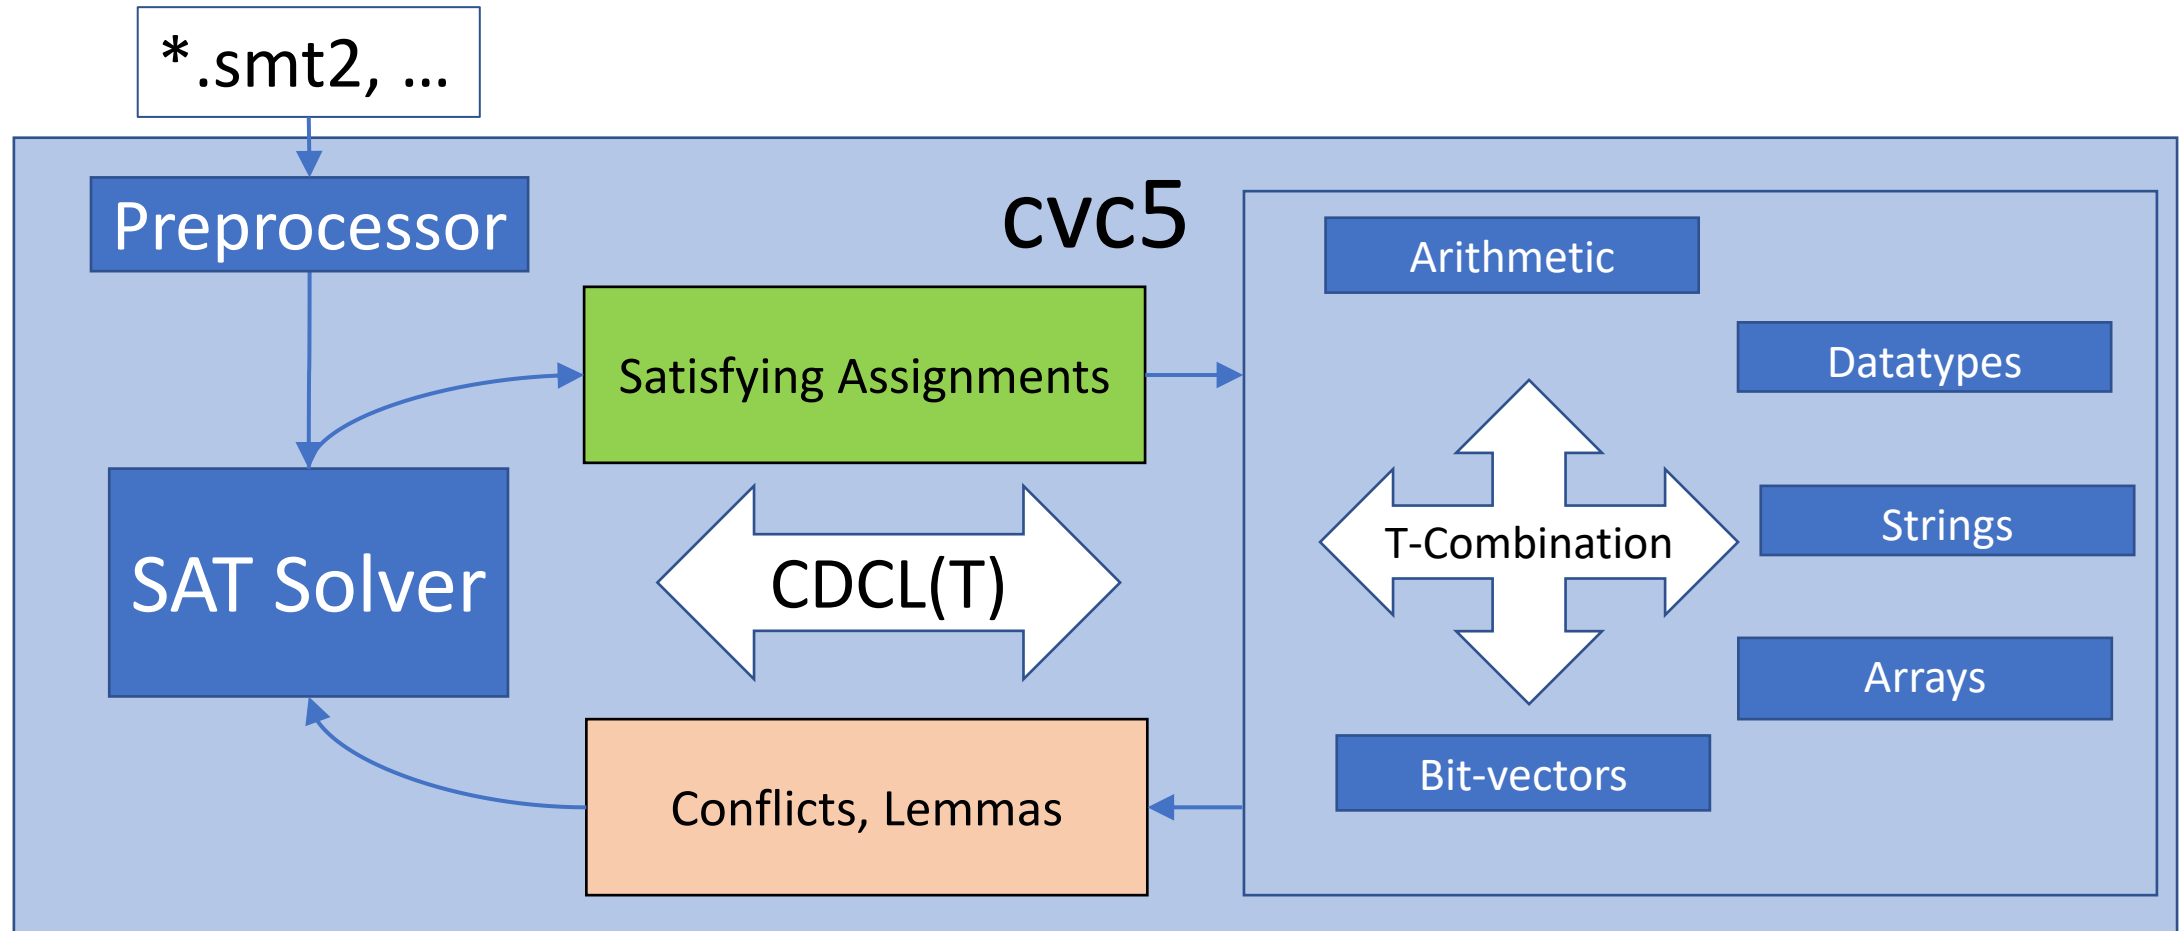 *.smt2, ...
Preprocessor
cvc5
Arithmetic
Satisfying Assignments
Datatypes
SAT Solver
CDCL(T)
T-Combination
Strings
Arrays
Conflicts, Lemmas
Bit-vectors